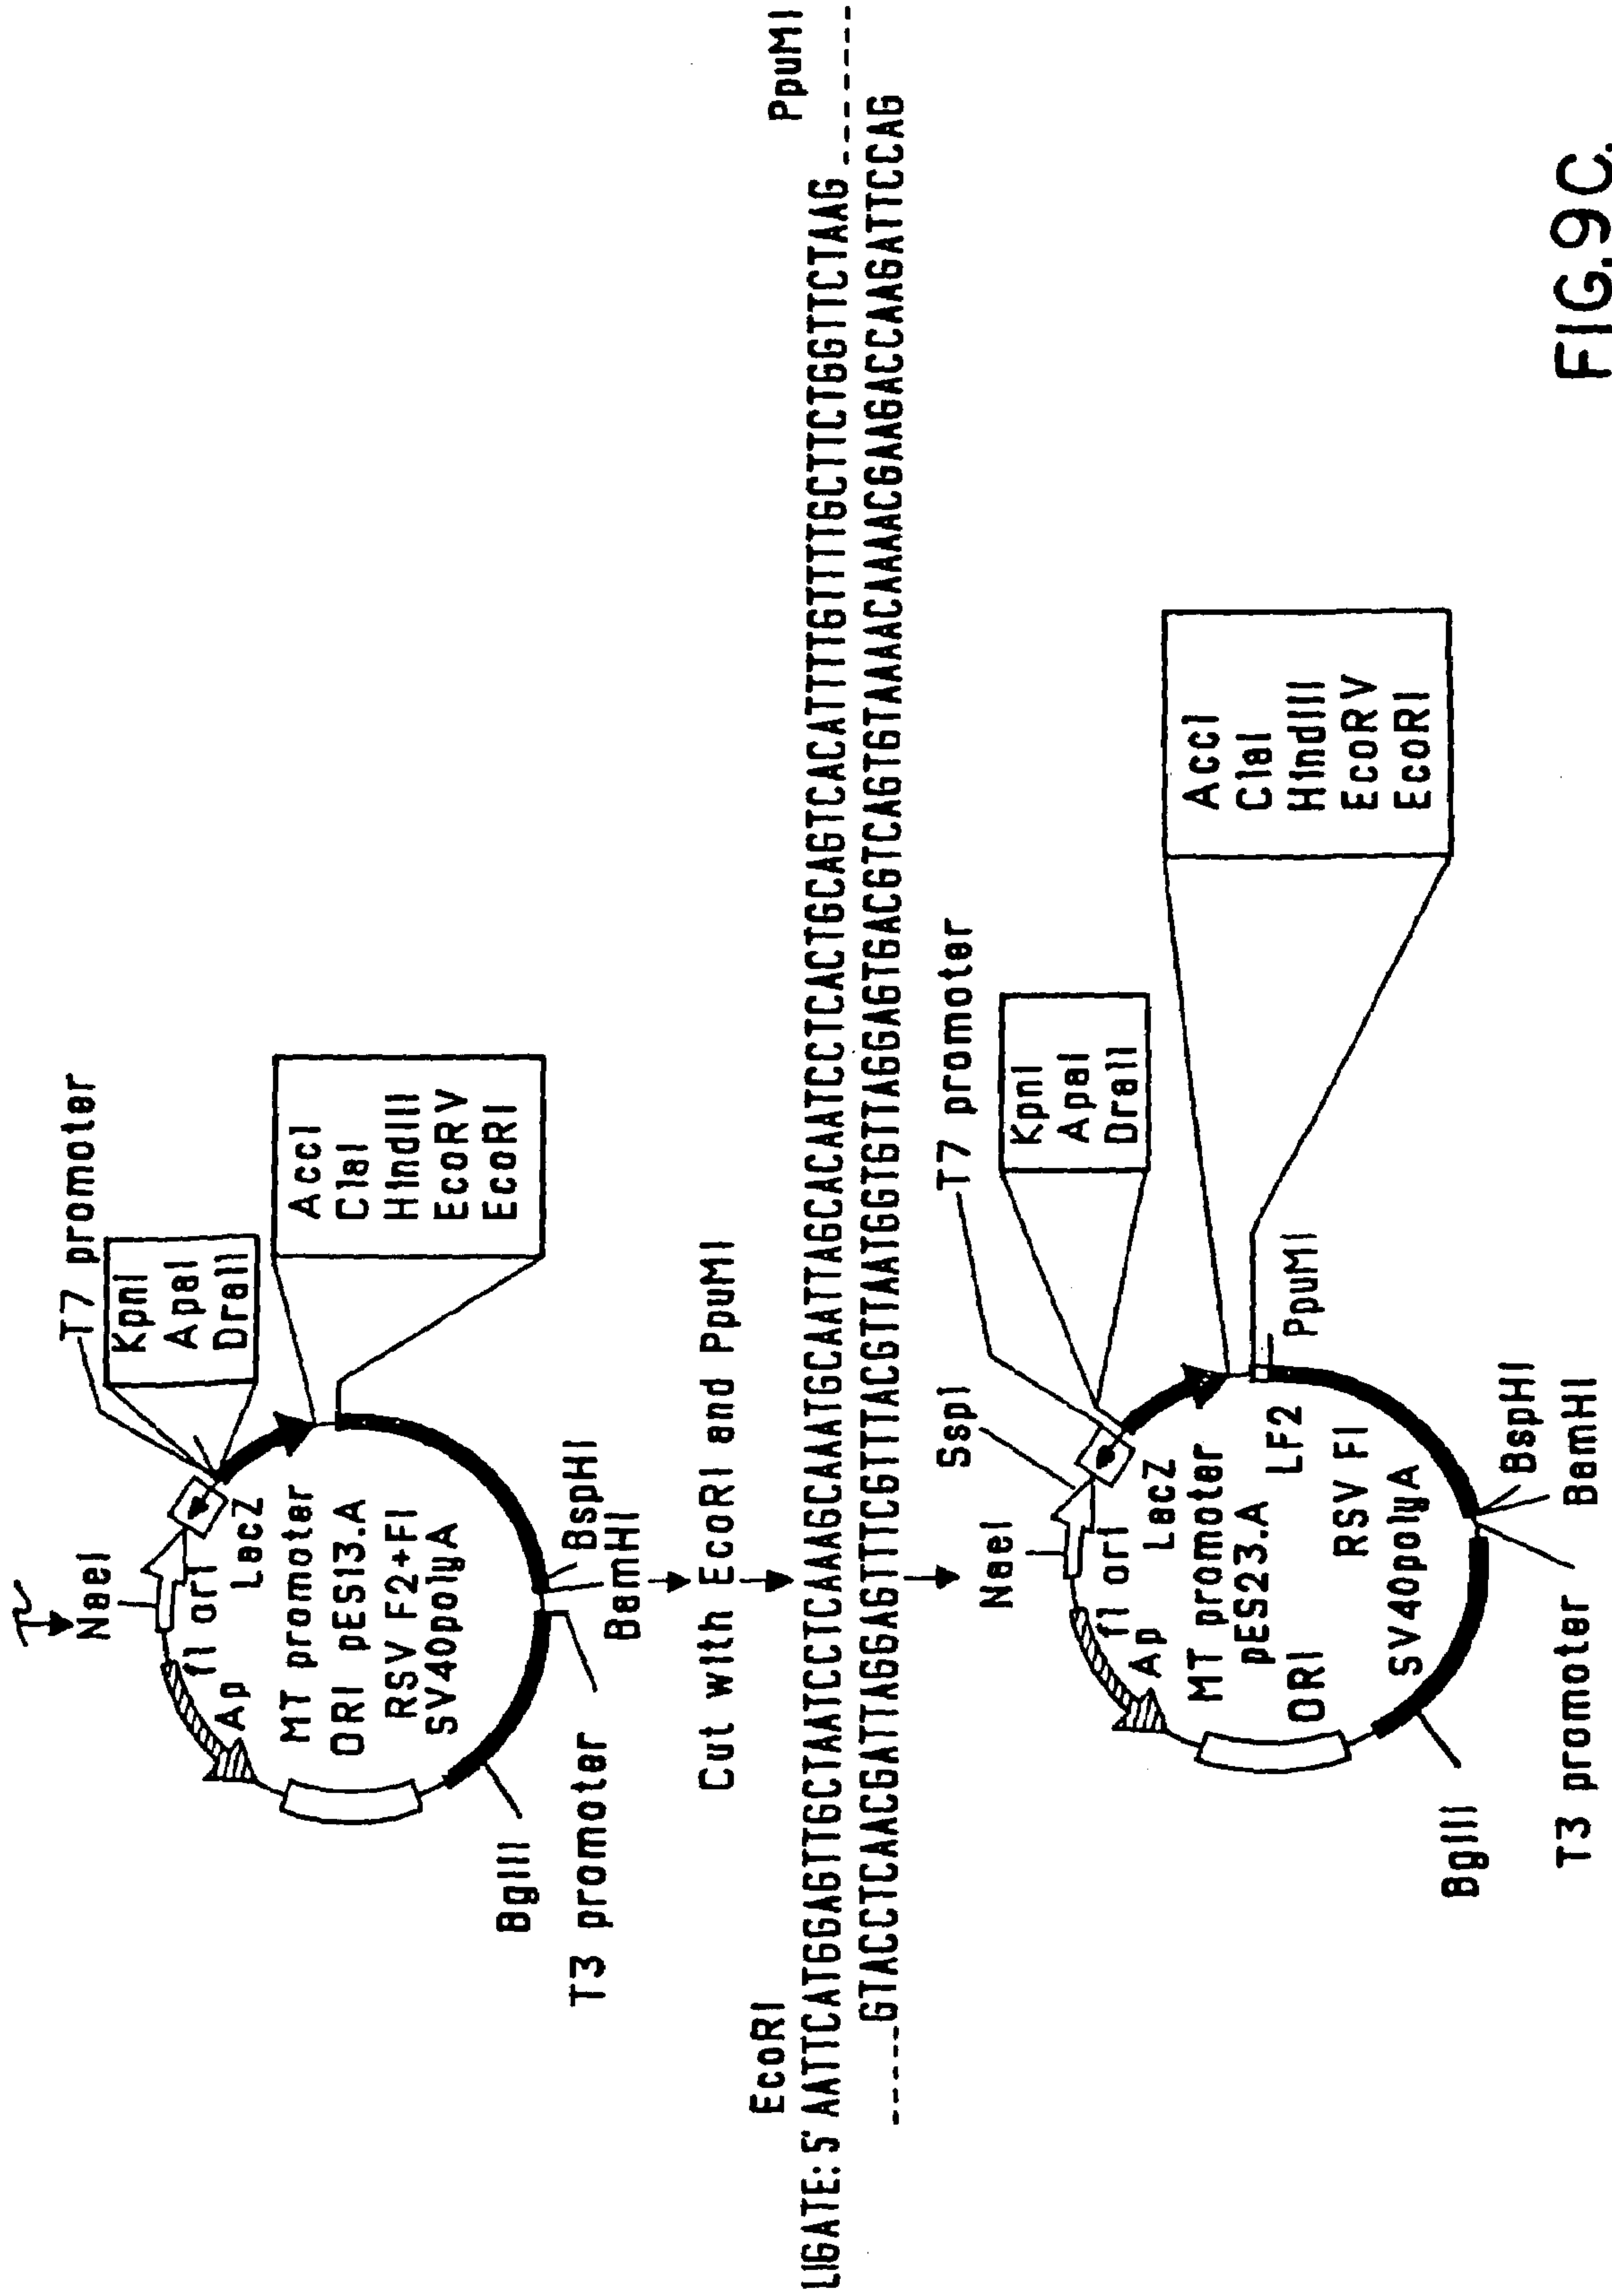 NaeI
T7 promoter
KpnI
ApaI
DraII
f1 ori
LacZ
Ap
MT promoter
ORI pES13.A
RSV F2+F1
SV40polyA
AccI
ClaI
HindIII
EcoRV
EcoRI
BspHI
BamHI
BglII
T3 promoter
Cut with EcoRI and PpuMI
EcoRI PpuMI
LIGATE: 5' AATTCATGGAGTTGCTAATCCTCAAAGCAAATGCAATTAGCACAATCCTCACTGCAGTCACATTTTGTTTGCTTCTGGTTCTAAG ------
-----GTACCTCAACGATTAGGAGTTTCGTTTACGTTAATGGTGTTAGGAGTGACGTCAGTGTAAAACAAACGAAGACCAAGATTCCAG
NaeI
SspI
T7 promoter
KpnI
ApaI
DraII
f1 ori
LacZ
Ap
MT promoter
pES23.A
ORI
LF2
RSV F1
SV40polyA
PpuMI
AccI
ClaI
HindIII
EcoRV
EcoRI
BspHI
BamHI
BglII
T3 promoter
FIG.9C.